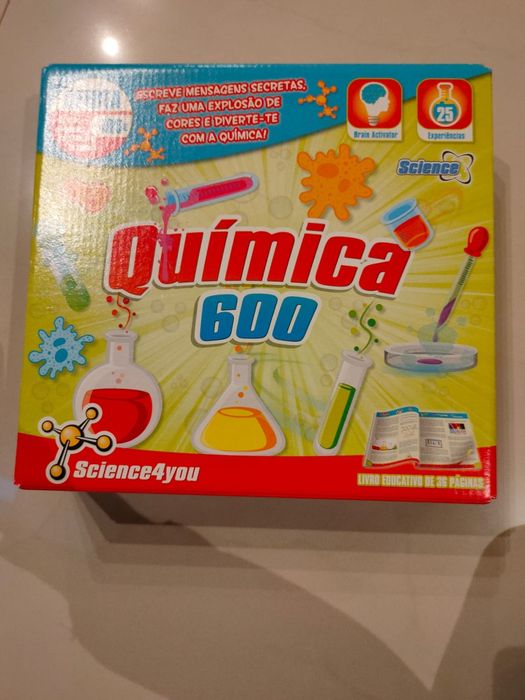 ESCREVE MENSAGENS SECRETAS,
FAZ UMA EXPLOSÃO DE
CORES E DIVERTE-TE
COM A QUÍMICA!
Brain Activator
25
Experiências
Science
QUÍMICA
600
Science4you
LIVRO EDUCATIVO DE 36 PÁGINAS